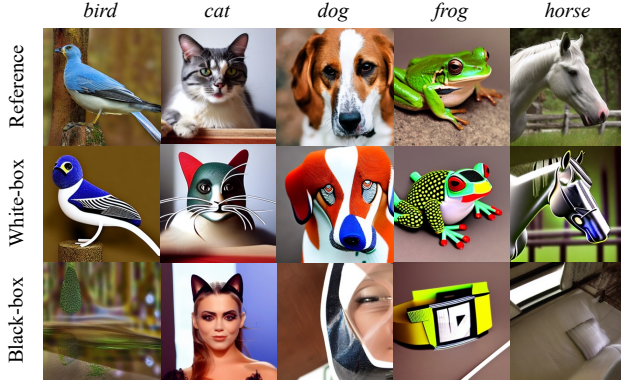 bird cat dog frog horse
Reference
White-box
Black-box